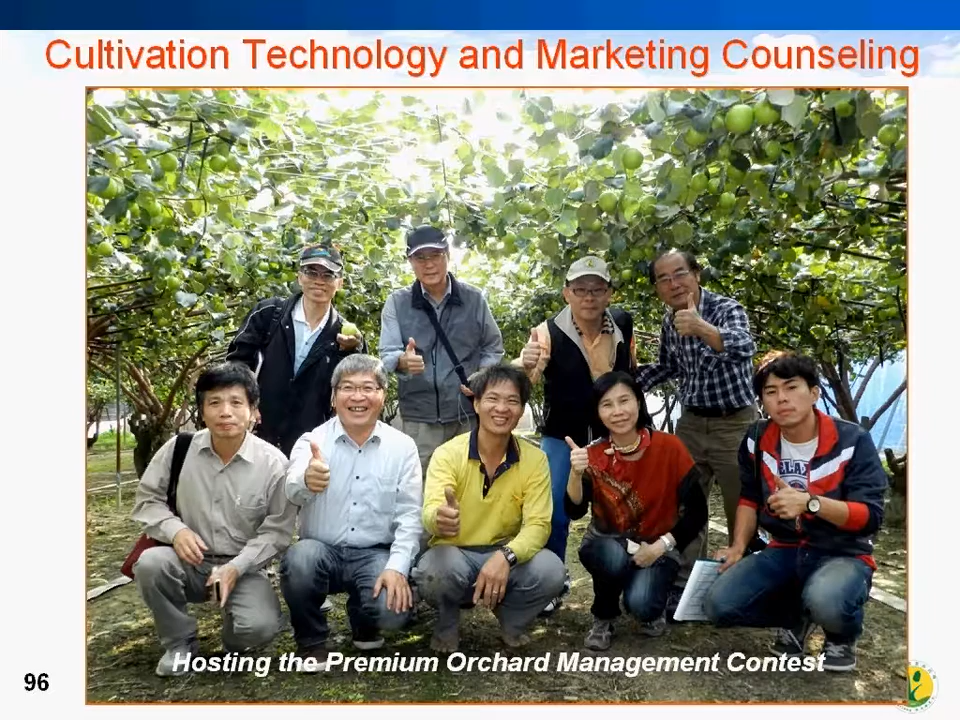 Cultivation Technology and Marketing Counseling
Hosting the Premium Orchard Management Contest
96